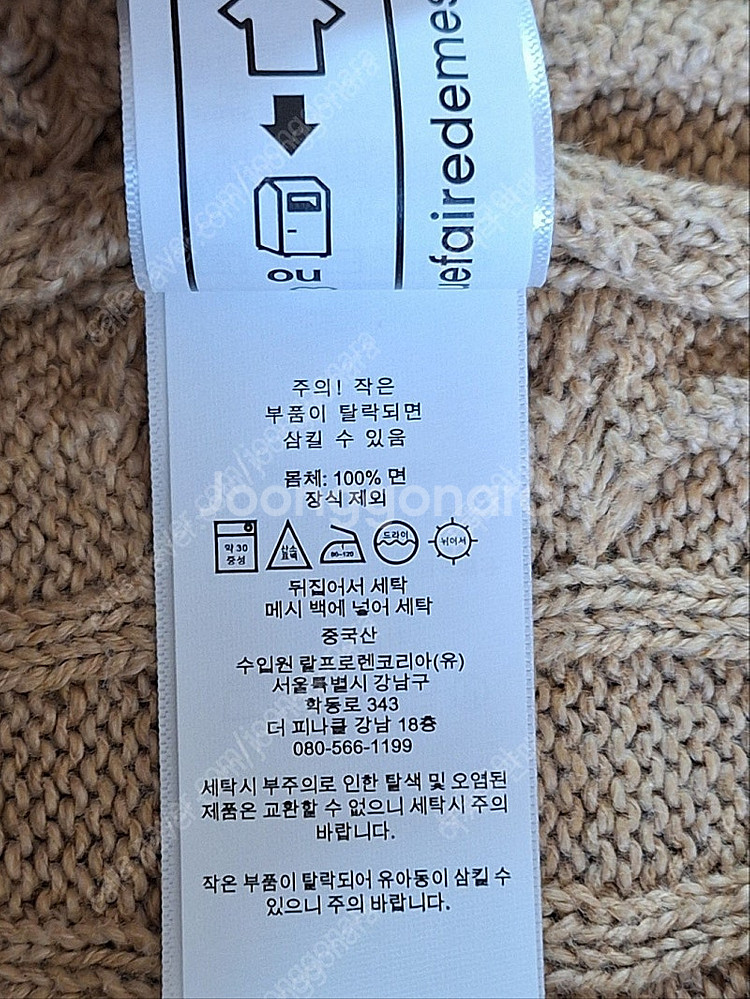 ou
uefairedemes
주의! 작은
부품이 탈락되면
삼킬 수 있음
몸체: 100% 면
장식 제외
약 30
중성
산소
표백
80~120
드라이
뉘어서
뒤집어서 세탁
메시 백에 넣어 세탁
중국산
수입원 랄프로렌코리아(유)
서울특별시 강남구
학동로 343
더 피나클 강남 18층
080-566-1199
세탁시 부주의로 인한 탈색 및 오염된
제품은 교환할 수 없으니 세탁시 주의
바랍니다.
작은 부품이 탈락되어 유아동이 삼킬 수
있으니 주의 바랍니다.
Joonggonara